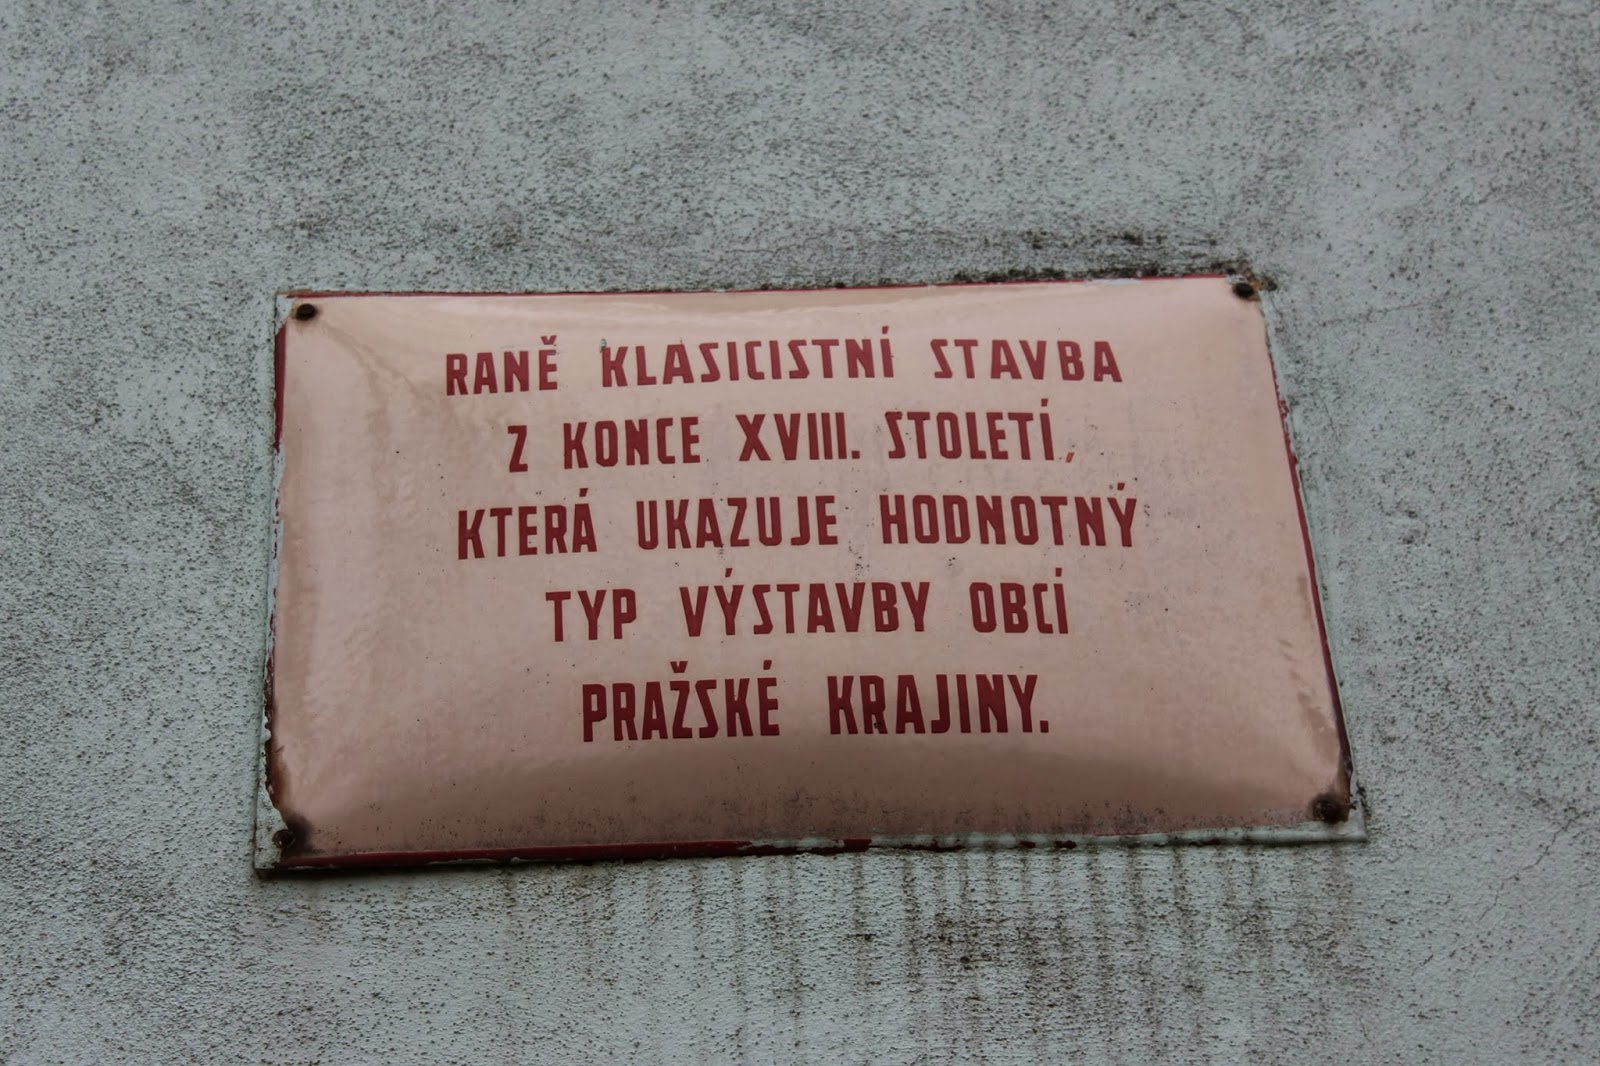 RANĚ KLASICISTNÍ STAVBA
Z KONCE XVIII. STOLETÍ,
KTERÁ UKAZUJE HODNOTNÝ
TYP VÝSTAVBY OBCÍ
PRAŽSKÉ KRAJINY.